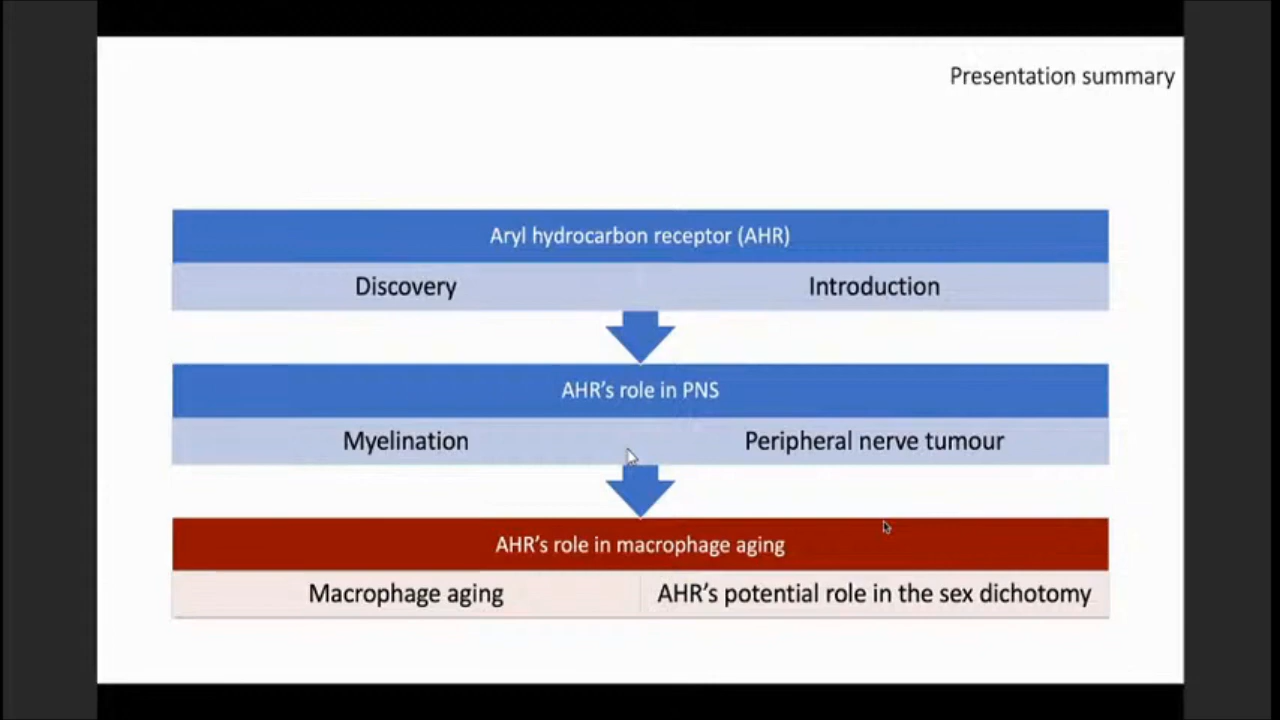 Presentation summary
Aryl hydrocarbon receptor (AHR)
Discovery
Introduction
AHR’s role in PNS
Myelination
Peripheral nerve tumour
AHR’s role in macrophage aging
Macrophage aging
AHR’s potential role in the sex dichotomy